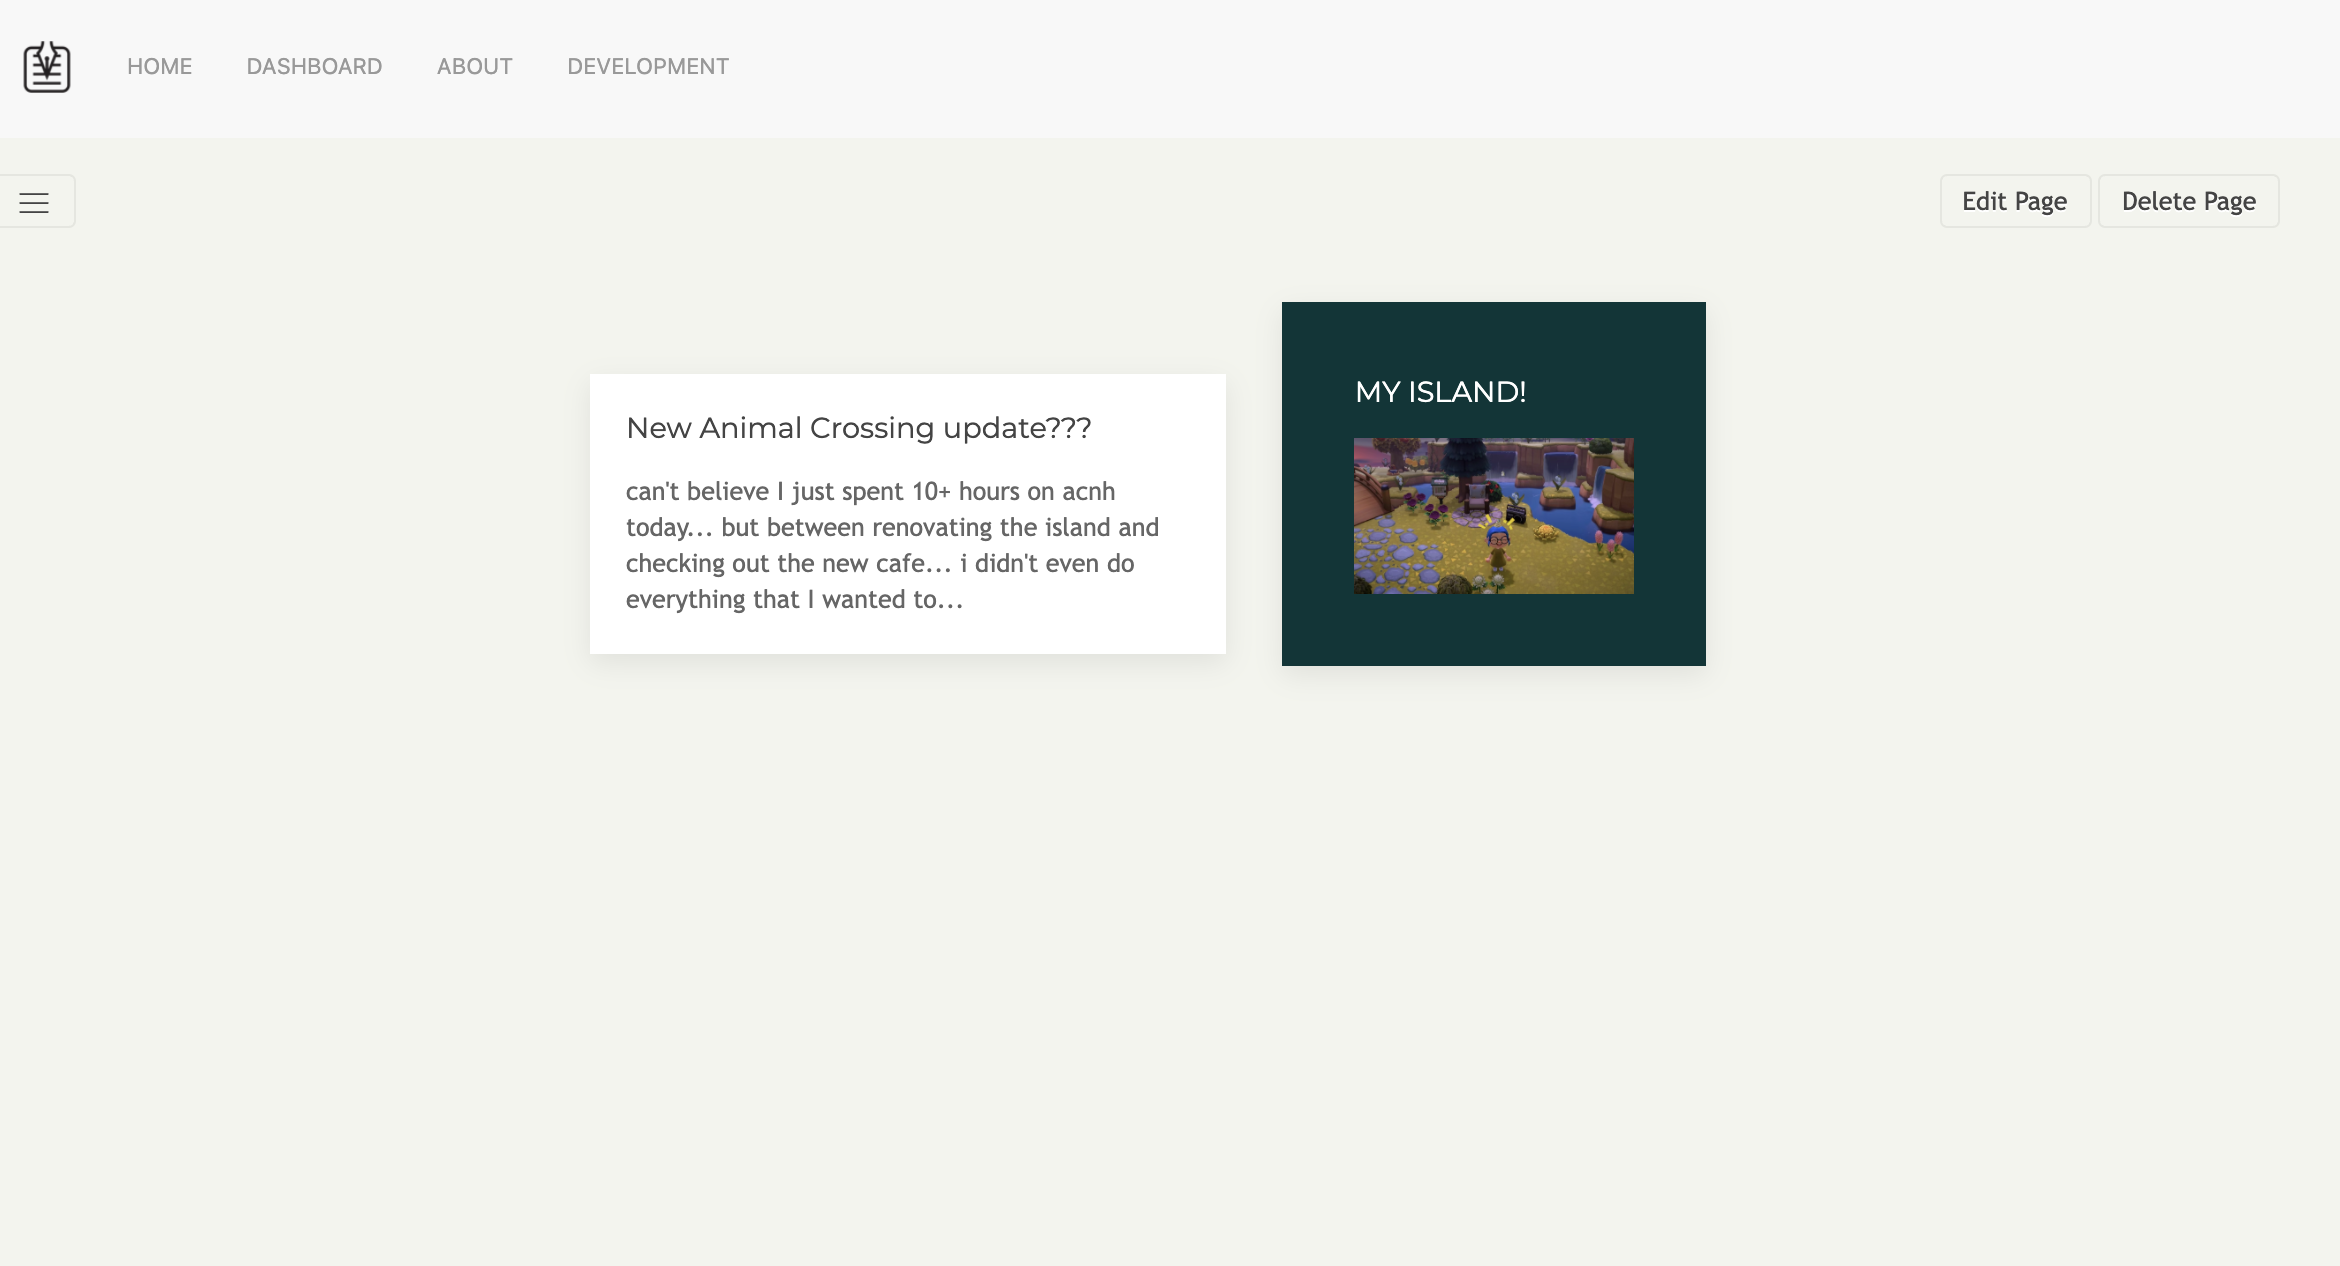 HOME DASHBOARD ABOUT DEVELOPMENT
Edit Page Delete Page
New Animal Crossing update???
can't believe I just spent 10+ hours on acnh
today... but between renovating the island and
checking out the new cafe... i didn't even do
everything that I wanted to...
MY ISLAND!